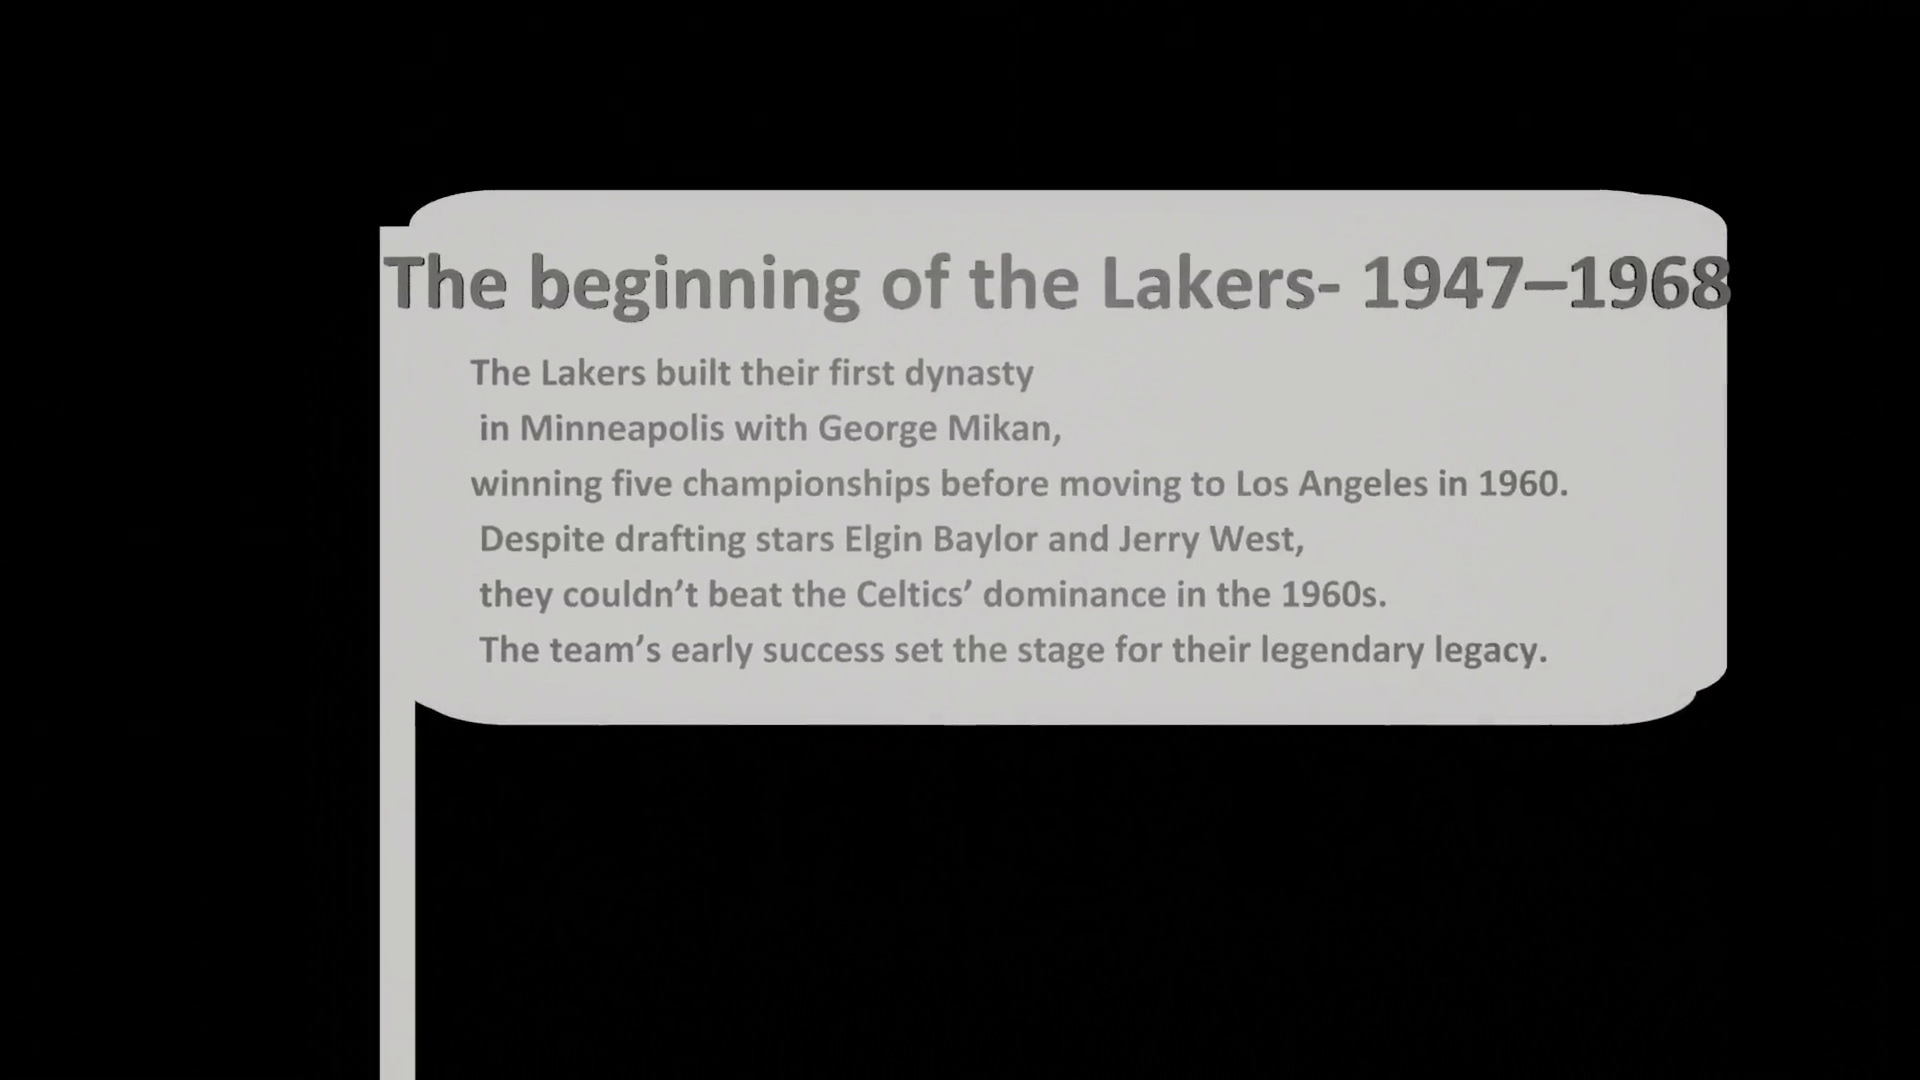 The beginning of the Lakers- 1947–1968
The Lakers built their first dynasty
in Minneapolis with George Mikan,
winning five championships before moving to Los Angeles in 1960.
Despite drafting stars Elgin Baylor and Jerry West,
they couldn’t beat the Celtics’ dominance in the 1960s.
The team’s early success set the stage for their legendary legacy.